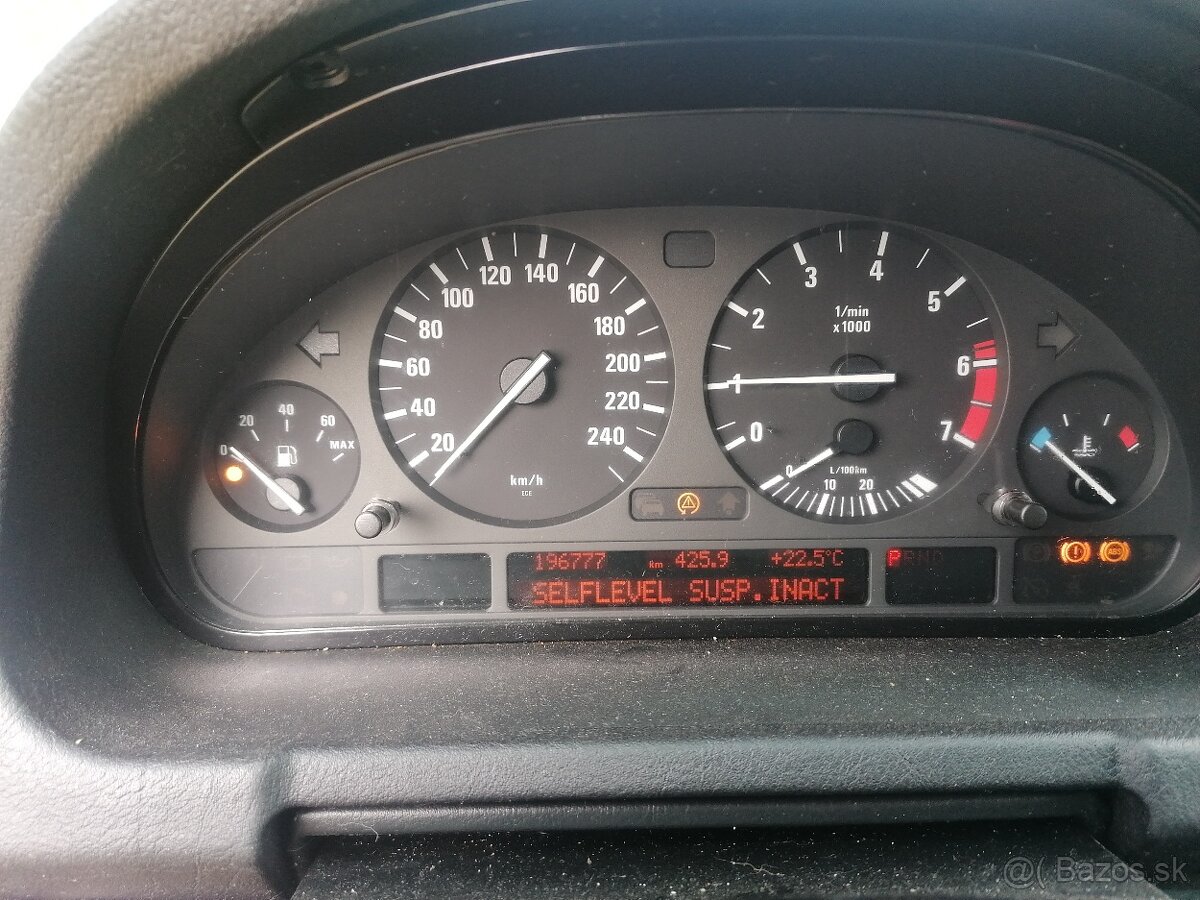 20 40 60 80 100 120 140 160 180 200 220 240
km/h
ECE
0 1 2 3 4 5 6 7
1/min
x1000
0 20 40 60 MAX
0 10 20
L/100km
196777 Km 425.9 +22.5°C
SELFLEVEL SUSP.INACT
PRND
ABS
@( Bazos.sk